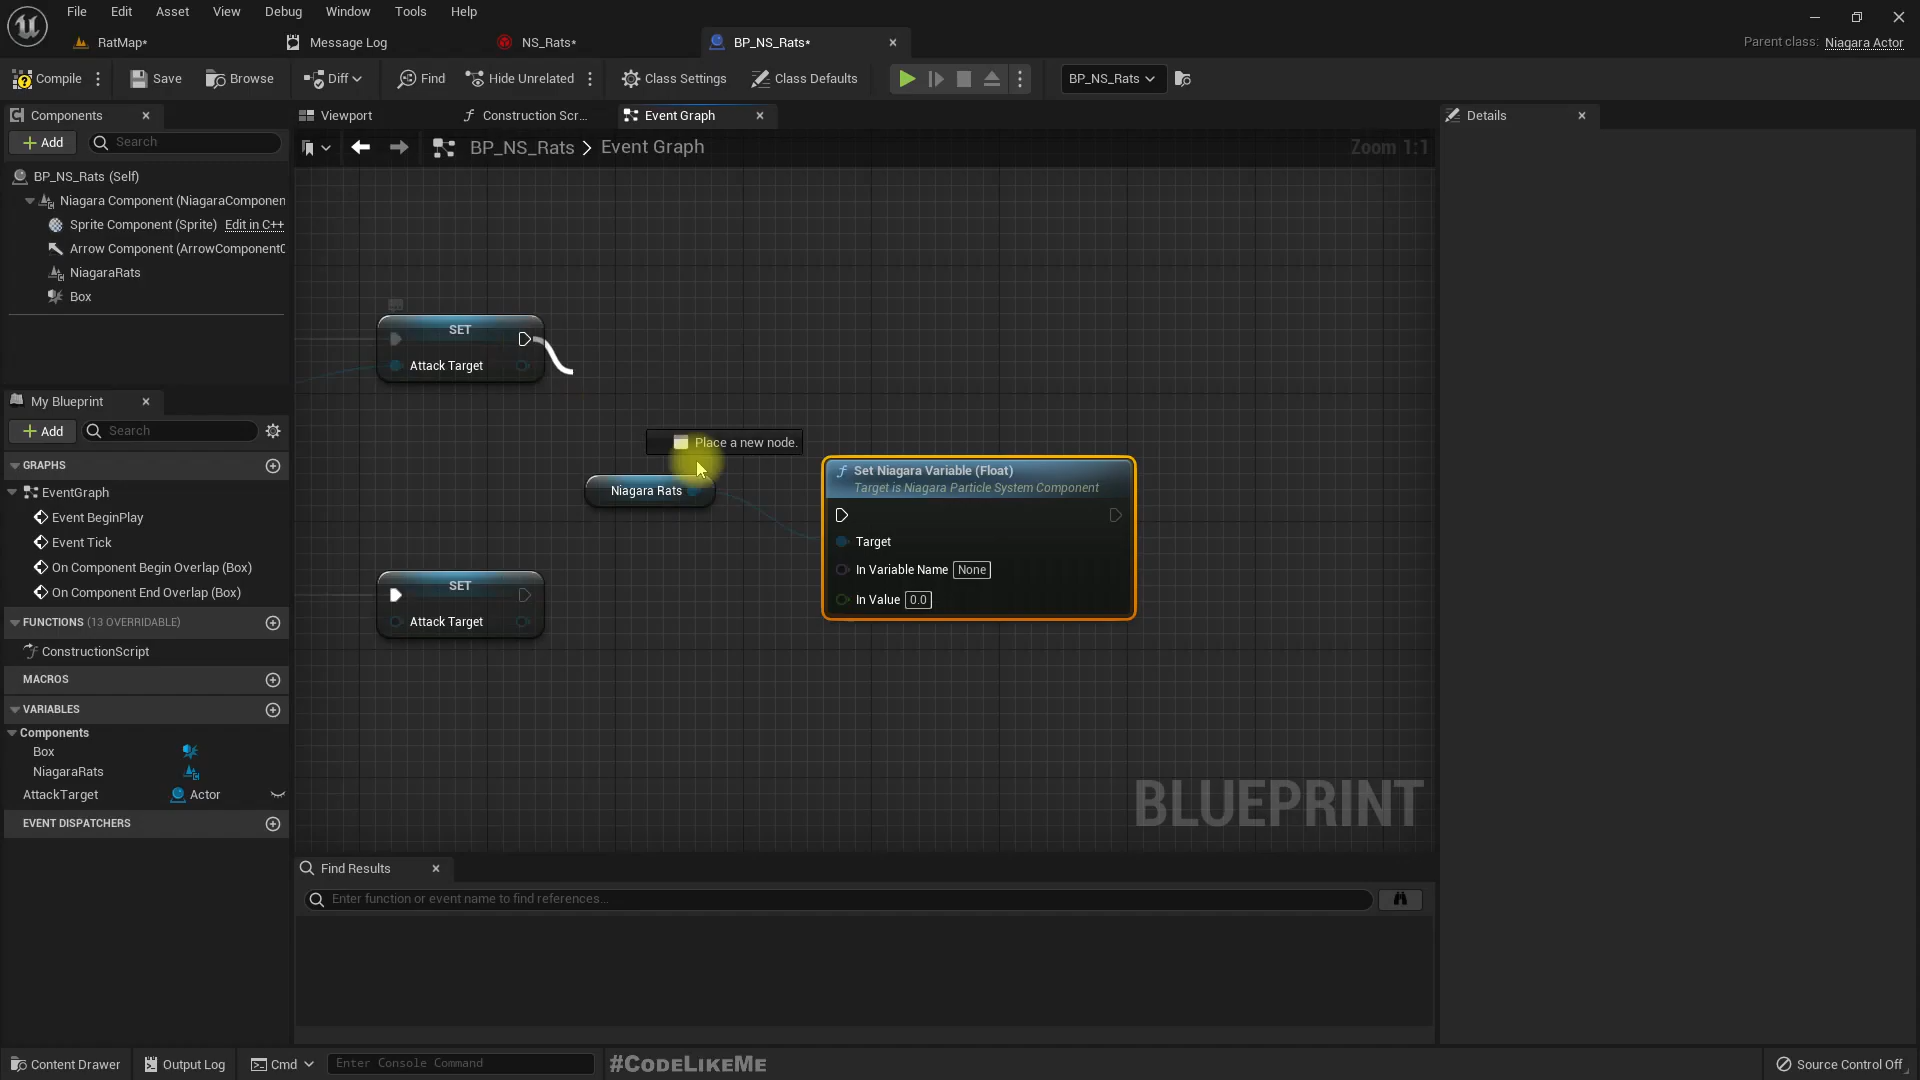 File Edit Asset View Debug Window Tools Help
RatMap* Message Log NS_Rats* BP_NS_Rats* Parent class: Niagara Actor
Compile Save Browse Diff Find Hide Unrelated Class Settings Class Defaults BP_NS_Rats
Components Viewport Construction Scr... Event Graph Details
Add Search BP_NS_Rats Event Graph Zoom 1:1
BP_NS_Rats (Self)
Niagara Component (NiagaraComponen
Sprite Component (Sprite) Edit in C++
Arrow Component (ArrowComponent
NiagaraRats
Box
SET
Attack Target
Place a new node.
Niagara Rats
Set Niagara Variable (Float)
Target is Niagara Particle System Component
Target
In Variable Name None
In Value 0.0
SET
Attack Target
My Blueprint
Add Search
GRAPHS
EventGraph
Event BeginPlay
Event Tick
On Component Begin Overlap (Box)
On Component End Overlap (Box)
FUNCTIONS (13 OVERRIDABLE)
ConstructionScript
MACROS
VARIABLES
Components
Box
NiagaraRats
AttackTarget Actor
EVENT DISPATCHERS
BLUEPRINT
Find Results
Enter function or event name to find references...
Content Drawer Output Log Cmd Enter Console Command #CODELIKEME Source Control Off